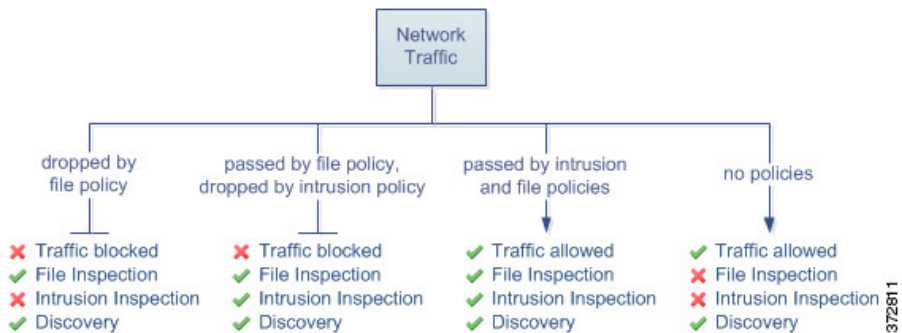 Network
Traffic
dropped by
file policy
passed by file policy,
dropped by intrusion policy
passed by intrusion
and file policies
no policies
Traffic blocked
File Inspection
Intrusion Inspection
Discovery
Traffic blocked
File Inspection
Intrusion Inspection
Discovery
Traffic allowed
File Inspection
Intrusion Inspection
Discovery
Traffic allowed
File Inspection
Intrusion Inspection
Discovery
372811